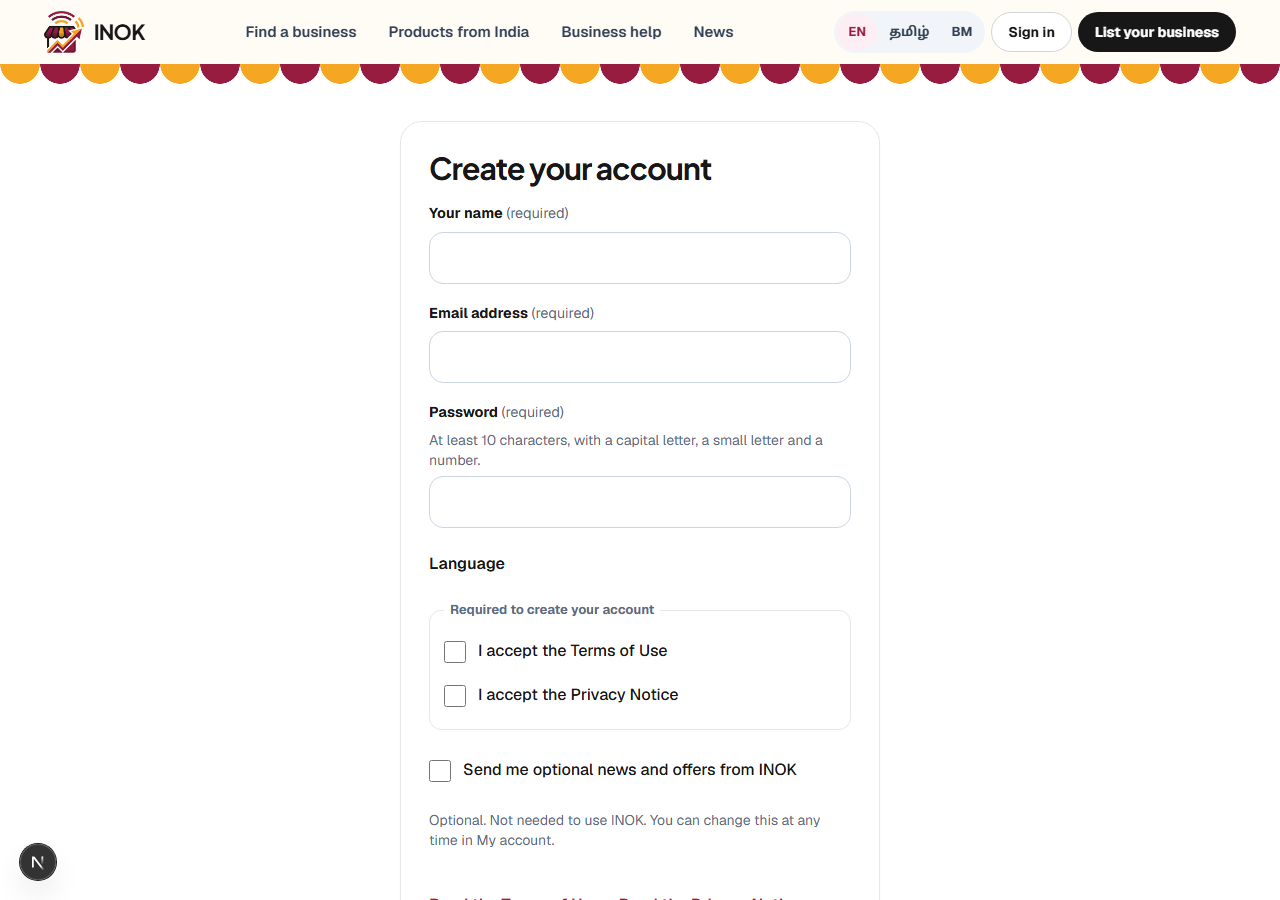 INOK
Find a business
Products from India
Business help
News
EN
தமிழ்
BM
Sign in
List your business
Create your account
Your name (required)
Email address (required)
Password (required)
At least 10 characters, with a capital letter, a small letter and a
number.
Language
Required to create your account
I accept the Terms of Use
I accept the Privacy Notice
Send me optional news and offers from INOK
Optional. Not needed to use INOK. You can change this at any
time in My account.
N